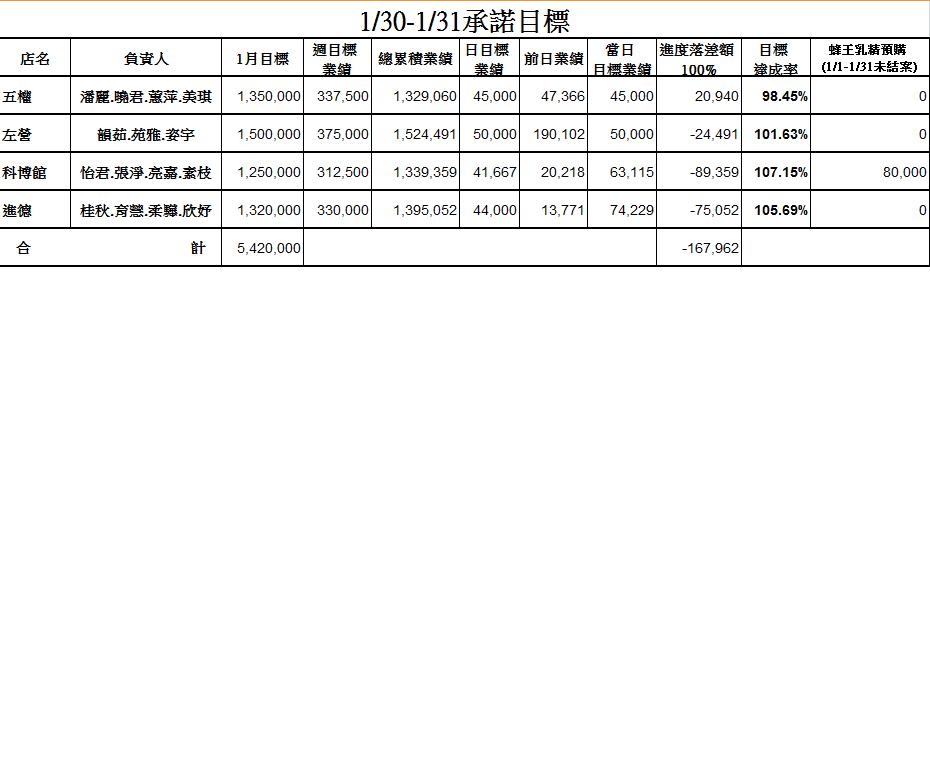 1/30-1/31承諾目標
店名 負責人 1月目標 週目標業績 總累積業績 日目標業績 前日業績 當日目標業績 進度落差額100% 目標達成率 蜂王乳精預購(1/1-1/31未結案)
五權 潘麗.曉君.蕙萍.美琪 1,350,000 337,500 1,329,060 45,000 47,366 45,000 20,940 98.45% 0
左營 韻茹.苑雅.姿宇 1,500,000 375,000 1,524,491 50,000 190,102 50,000 -24,491 101.63% 0
科博館 怡君.張淨.亮嘉.素枝 1,250,000 312,500 1,339,359 41,667 20,218 63,115 -89,359 107.15% 80,000
進德 桂秋.育慧.柔驊.欣妤 1,320,000 330,000 1,395,052 44,000 13,771 74,229 -75,052 105.69% 0
合 計 5,420,000 -167,962